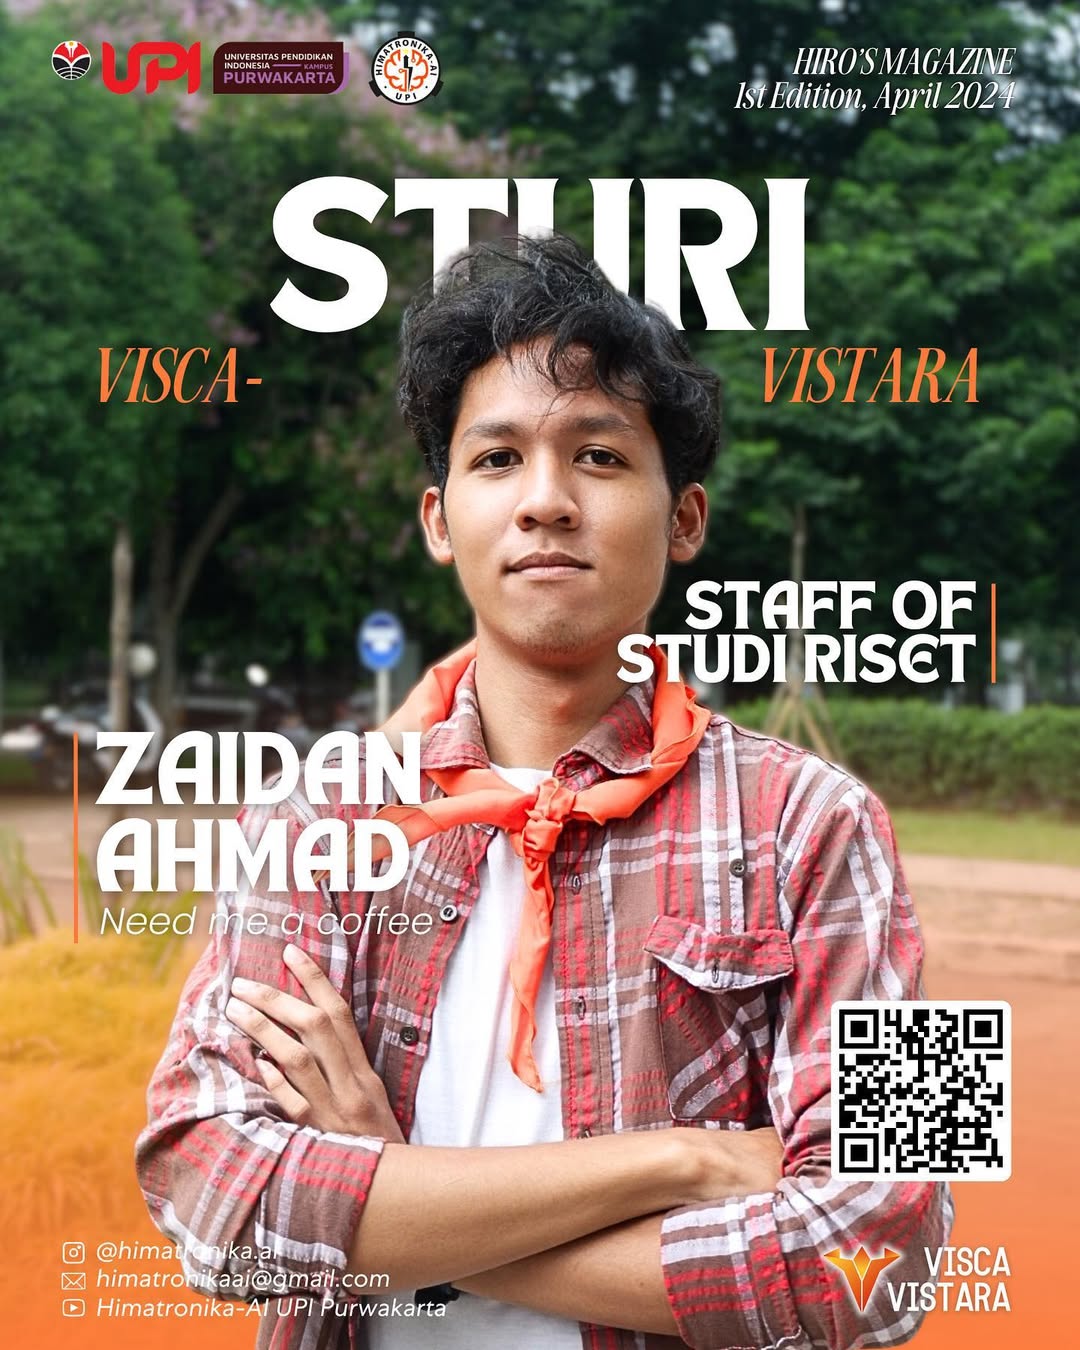 UPI
UNIVERSITAS PENDIDIKAN
INDONESIA KAMPUS
PURWAKARTA
HIMATRONIKA-AI
UPI
HIRO'S MAGAZINE
1st Edition, April 2024
STURI
VISCA-
VISTARA
STAFF OF
STUDI RISET
ZAIDAN
AHMAD
Need me a coffee
@himatronika.ai
himatronikaai@gmail.com
Himatronika-AI UPI Purwakarta
VISCA
VISTARA